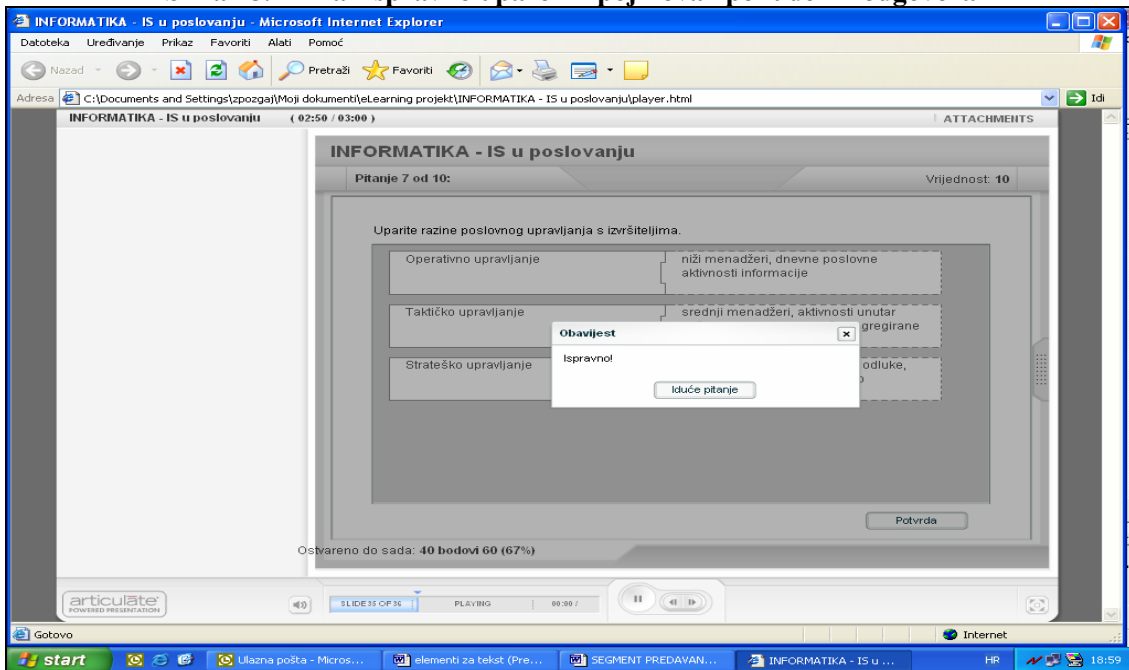 INFORMATIKA - IS u poslovanju - Microsoft Internet Explorer
Datoteka Uređivanje Prikaz Favoriti Alati Pomoć
Nazad Pretraži Favoriti
Adresa C:\Documents and Settings\zpozgaj\Moji dokumenti\eLearning projekt\INFORMATIKA - IS u poslovanju\player.html Idi
INFORMATIKA - IS u poslovanju ( 02:50 / 03:00 ) ATTACHMENTS
INFORMATIKA - IS u poslovanju
Pitanje 7 od 10: Vrijednost: 10
Uparite razine poslovnog upravljanja s izvršiteljima.
Operativno upravljanje niži menadžeri, dnevne poslovne
aktivnosti informacije
Taktičko upravljanje srednji menadžeri, aktivnosti unutar
gregirane
Obavijest
Ispravno!
Strateško upravljanje odluke,
Iduće pitanje
Potvrda
Ostvareno do sada: 40 bodovi 60 (67%)
articulate
POWERED PRESENTATION
SLIDE 35 OF 36 PLAYING 00:00 /
Gotovo Internet
start Ulazna pošta - Micros... elementi za tekst (Pre... SEGMENT PREDAVAN... INFORMATIKA - IS u ... HR 18:59